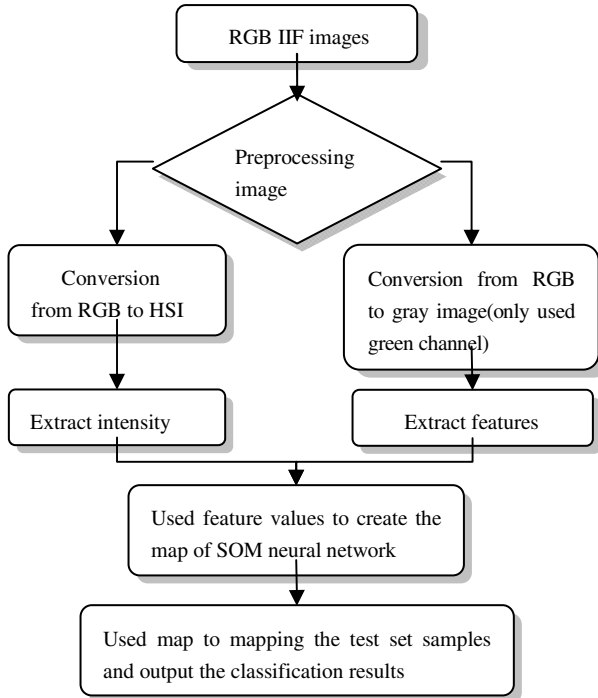 RGB IIF images
Preprocessing
image
Conversion
from RGB to HSI
Conversion from RGB
to gray image(only used
green channel)
Extract intensity
Extract features
Used feature values to create the
map of SOM neural network
Used map to mapping the test set samples
and output the classification results